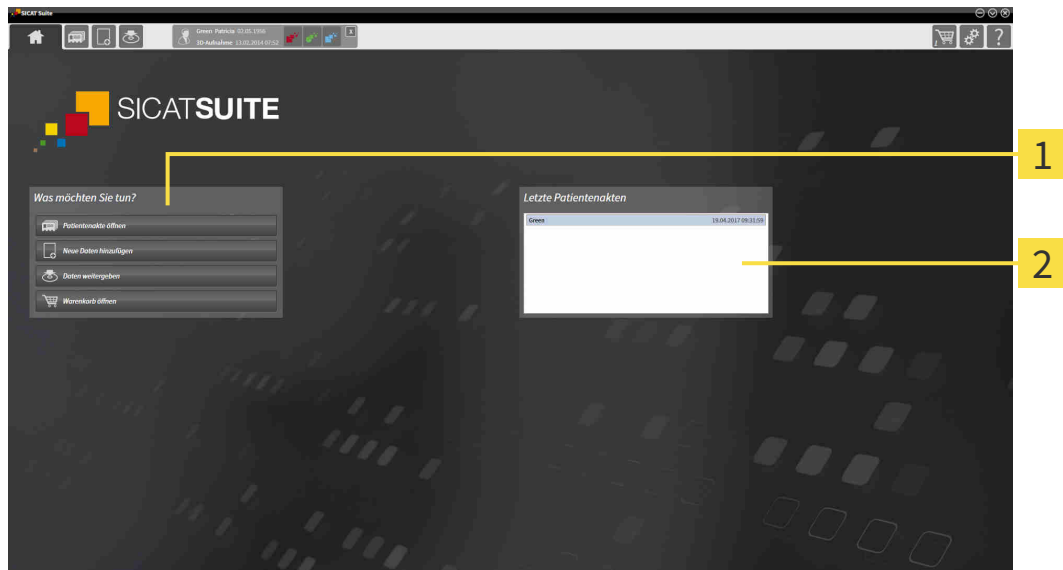 SICAT Suite
Green Patricia 02.05.1956
3D-Aufnahme 13.02.2014 07:52
X
1
?
SICATSUITE
1
Was möchten Sie tun?
Letzte Patientenakten
Patientenakte öffnen
Green 19.04.2017 09:31:59
Neue Daten hinzufügen
2
Daten weitergeben
Warenkorb öffnen